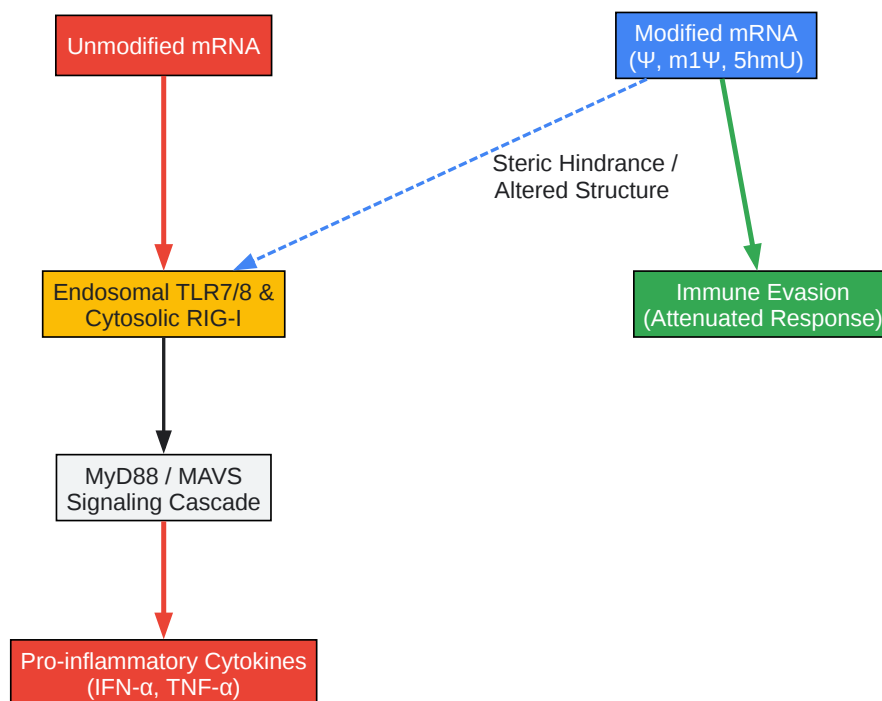 Unmodified mRNA
Modified mRNA
(Ψ, m1Ψ, 5hmU)
Steric Hindrance /
Altered Structure
Endosomal TLR7/8 &
Cytosolic RIG-I
Immune Evasion
(Attenuated Response)
MyD88 / MAVS
Signaling Cascade
Pro-inflammatory Cytokines
(IFN-α, TNF-α)